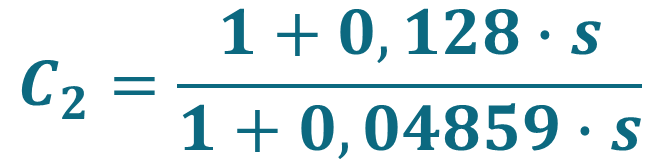 C₂ = (1 + 0,128 · s) / (1 + 0,04859 · s)